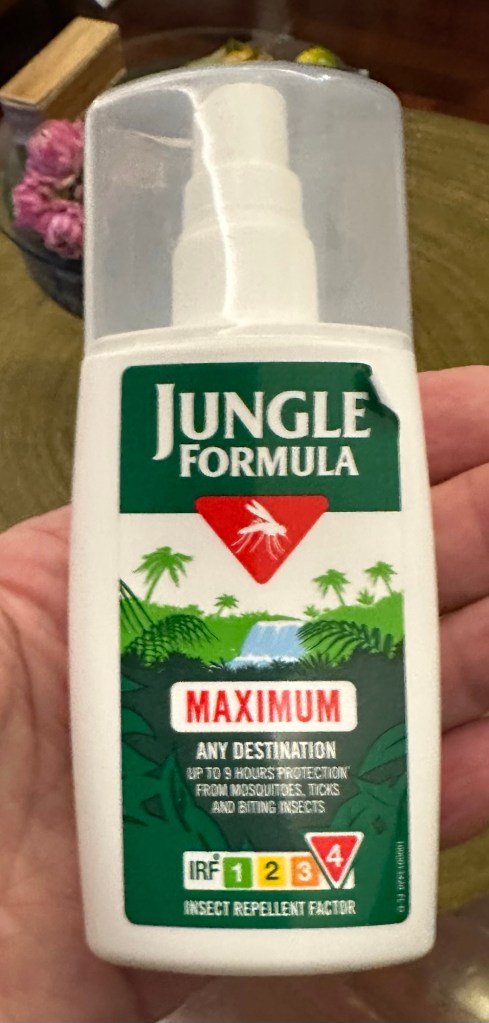 JUNGLE
FORMULA
MAXIMUM
ANY DESTINATION
UP TO 9 HOURS PROTECTION
FROM MOSQUITOES, TICKS
AND BITING INSECTS
IRF® 1 2 3 4
INSECT REPELLENT FACTOR